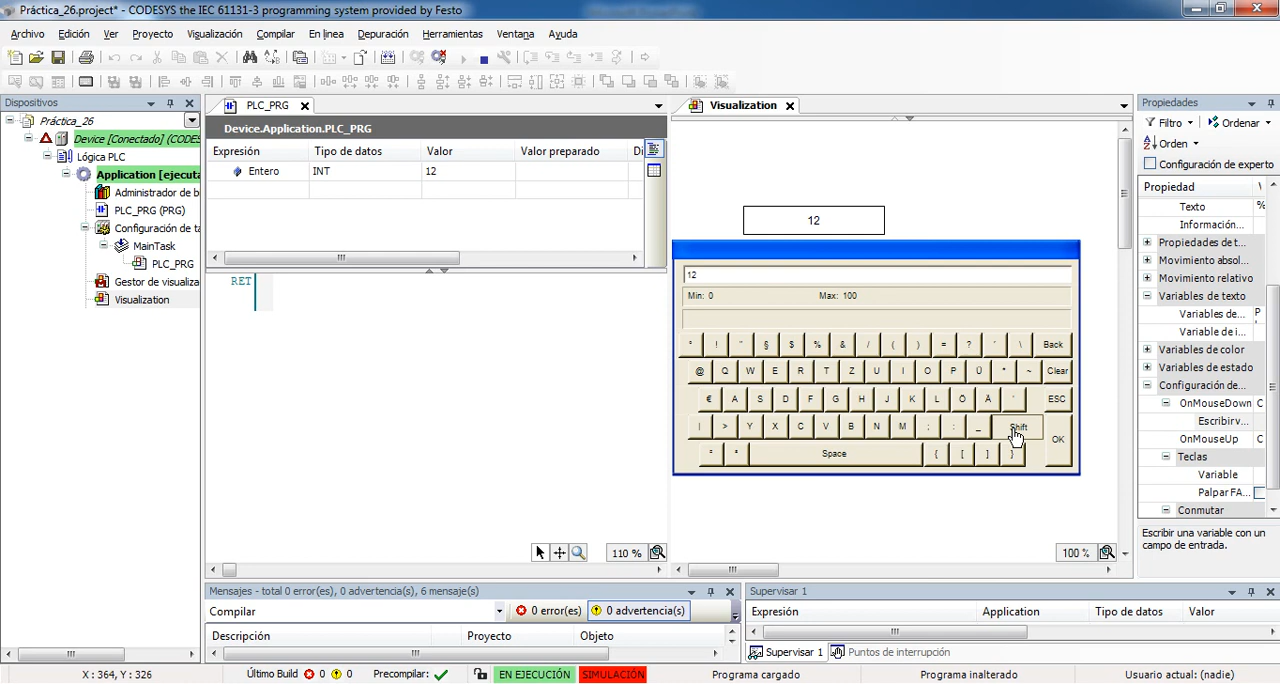 Práctica_26.project* - CODESYS the IEC 61131-3 programming system provided by Festo
Archivo Edición Ver Proyecto Visualización Compilar En línea Depuración Herramientas Ventana Ayuda
Dispositivos
Práctica_26
Device [Conectado] (CODES
Lógica PLC
Application [ejecuta
Administrador de b
PLC_PRG (PRG)
Configuración de ta
MainTask
PLC_PRG
Gestor de visualiza
Visualization
PLC_PRG
Device.Application.PLC_PRG
Expresión Tipo de datos Valor Valor preparado Di
Entero INT 12
RET
110 %
Visualization
12
12
Min: 0 Max: 100
° ! " § $ % & / ( ) = ? ´ \ Back
@ Q W E R T Z U I O P Ü * ~ Clear
€ A S D F G H J K L Ö Ä ` ESC
| > Y X C V B N M ; : _ Shift OK
² ³ Space { [ ] }
100 %
Propiedades
Filtro Ordenar
Orden
Configuración de experto
Propiedad V
Texto %
Información...
Propiedades de t...
Movimiento absol...
Movimiento relativo
Variables de texto
Variables de... P
Variable de i...
Variables de color
Variables de estado
Configuración de...
OnMouseDown C
Escribir v...
OnMouseUp C
Teclas
Variable
Palpar FA...
Conmutar
Escribir una variable con un
campo de entrada.
Mensajes - total 0 error(es), 0 advertencia(s), 6 mensaje(s)
Compilar 0 error(es) 0 advertencia(s)
Descripción Proyecto Objeto
Supervisar 1
Expresión Application Tipo de datos Valor
Supervisar 1 Puntos de interrupción
X : 364, Y : 326 Último Build 0 0 Precompilar: EN EJECUCIÓN SIMULACIÓN Programa cargado Programa inalterado Usuario actual: (nadie)